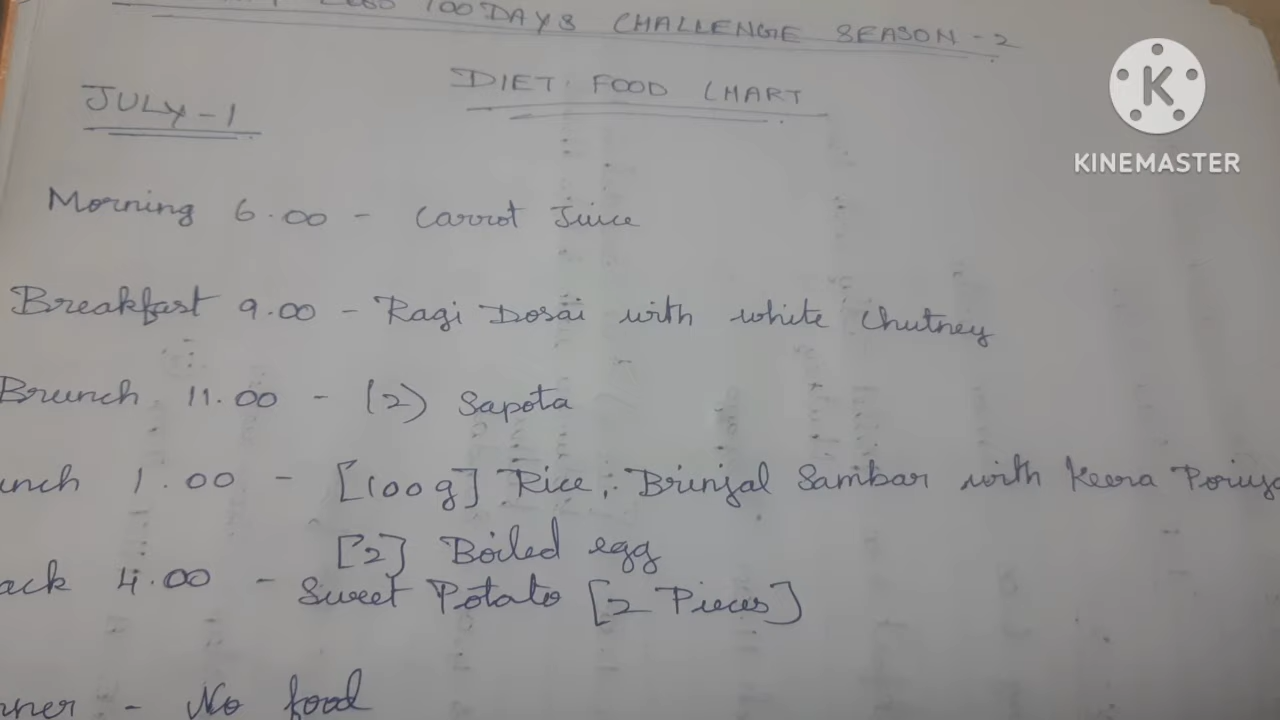 100 DAYS CHALLENGE SEASON - 2
DIET. FOOD CHART
JULY - 1
K
KINEMASTER
Morning 6.00 - Carrot Juice
Breakfast 9.00 - Ragi Dosai with white chutney
Brunch 11.00 - (2) Sapota
unch 1.00 - [100g] Rice, Brinjal Sambar with Keera Poriya
[2] Boiled egg
ack 4.00 - Sweet Potato [2 Pieces]
nner - No food